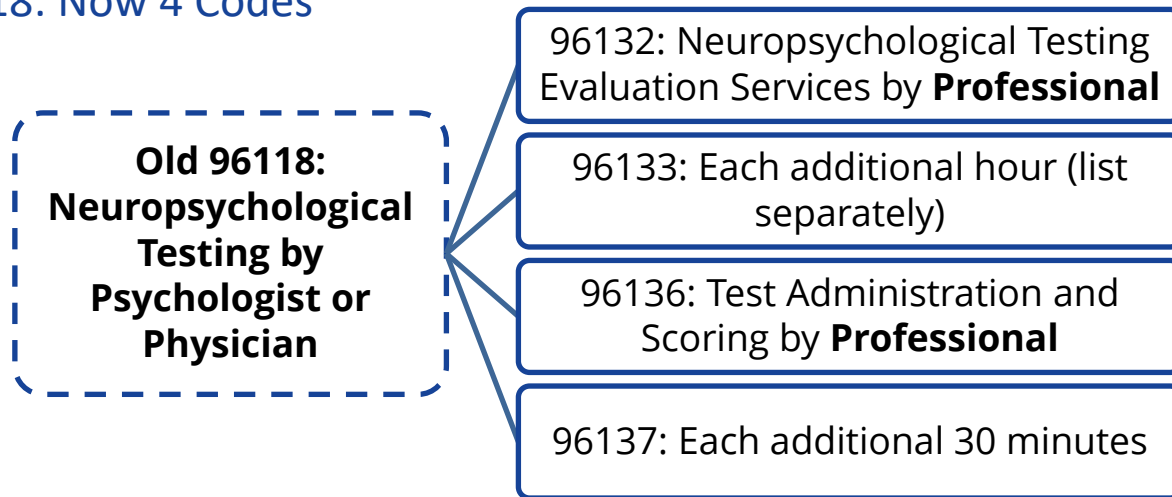 8: Now 4 Codes
Old 96118:
Neuropsychological
Testing by
Psychologist or
Physician
96132: Neuropsychological Testing
Evaluation Services by Professional
96133: Each additional hour (list
separately)
96136: Test Administration and
Scoring by Professional
96137: Each additional 30 minutes